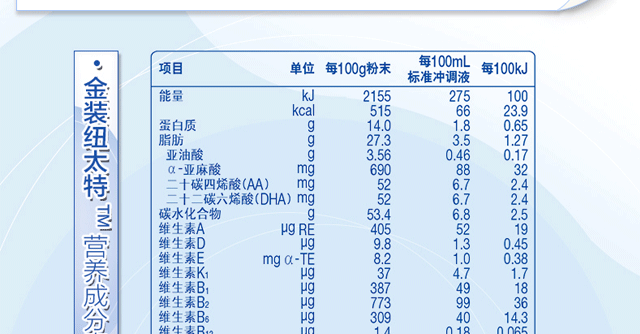 金装纽太特™ 营养成分
项目 单位 每100g粉末 每100mL标准冲调液 每100kJ
能量 kJ 2155 275 100
kcal 515 66 23.9
蛋白质 g 14.0 1.8 0.65
脂肪 g 27.3 3.5 1.27
亚油酸 g 3.56 0.46 0.17
α-亚麻酸 mg 690 88 32
二十碳四烯酸(AA) mg 52 6.7 2.4
二十二碳六烯酸(DHA) mg 52 6.7 2.4
碳水化合物 g 53.4 6.8 2.5
维生素A μg RE 405 52 19
维生素D μg 9.8 1.3 0.45
维生素E mg α-TE 8.2 1.0 0.38
维生素K₁ μg 37 4.7 1.7
维生素B₁ μg 387 49 18
维生素B₂ μg 773 99 36
维生素B₆ μg 309 40 14.3
维生素B₁₂ μg 1.4 0.18 0.065